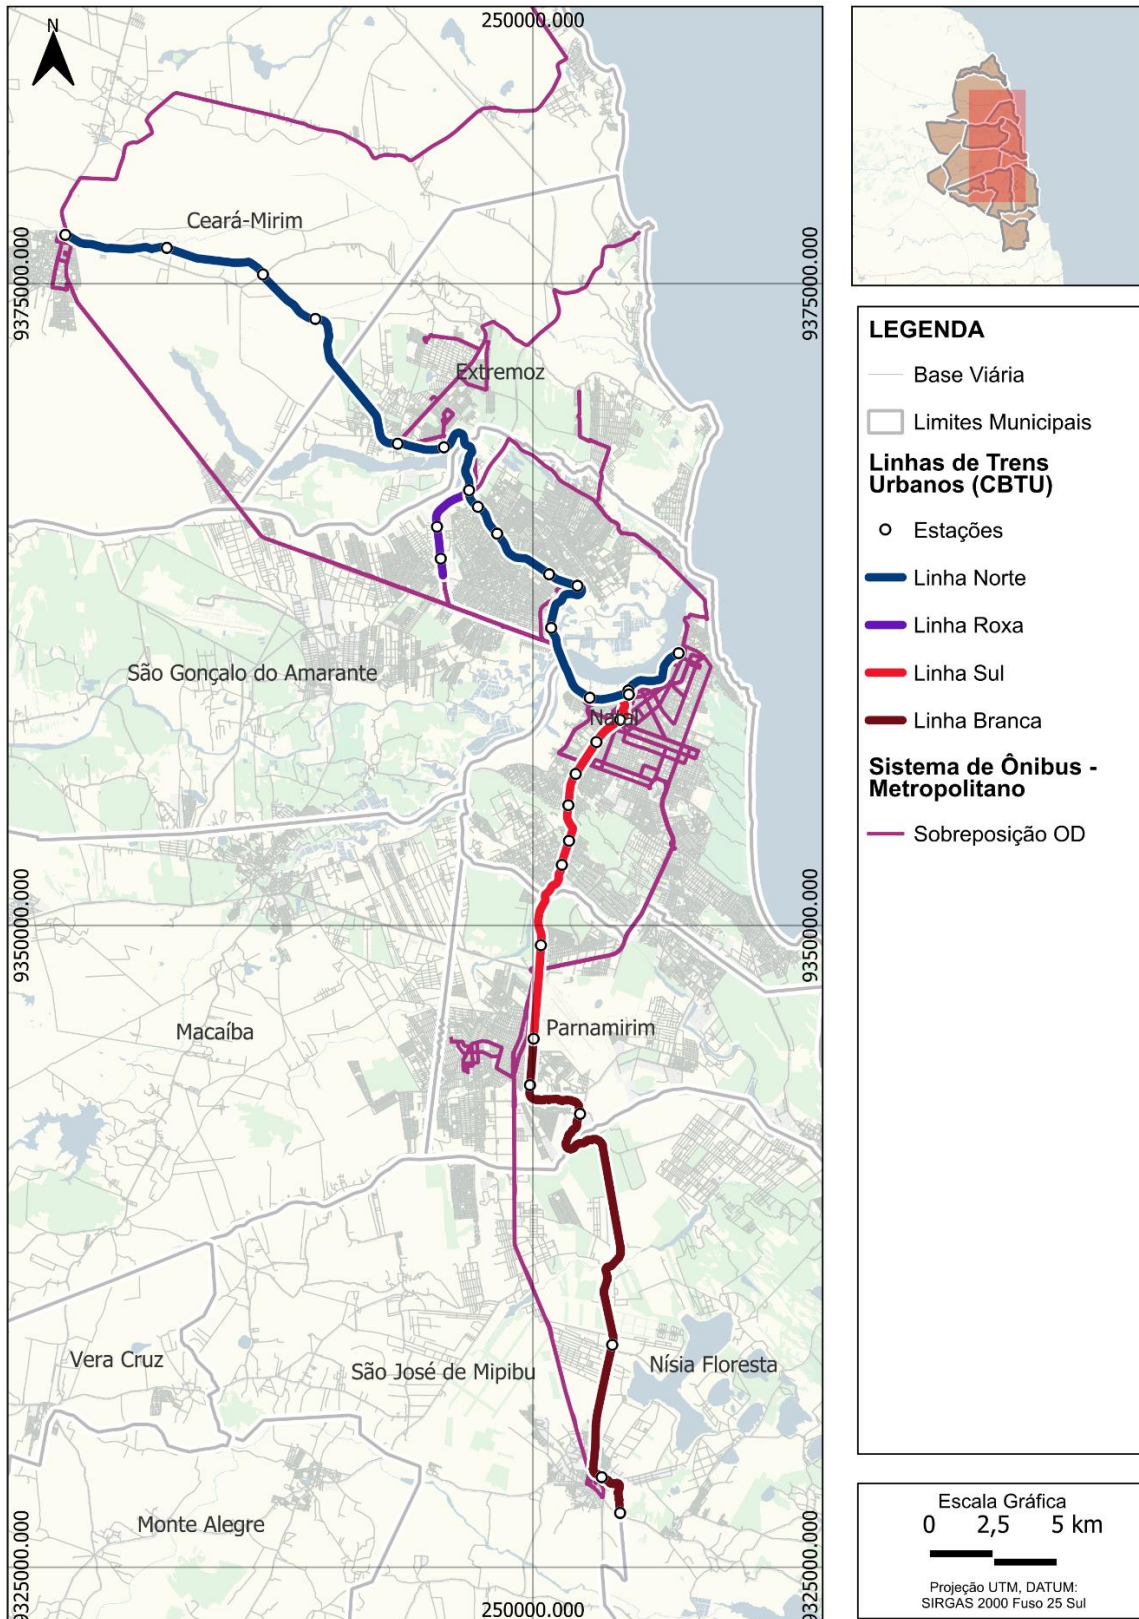 250000.000
N
Ceará-Mirim
9375000.000
9375000.000
Extremoz
São Gonçalo do Amarante
Natal
9350000.000
9350000.000
Macaíba
Parnamirim
Vera Cruz
São José de Mipibu
Nísia Floresta
Monte Alegre
9325000.000
9325000.000
250000.000
LEGENDA
Base Viária
Limites Municipais
Linhas de Trens
Urbanos (CBTU)
Estações
Linha Norte
Linha Roxa
Linha Sul
Linha Branca
Sistema de Ônibus -
Metropolitano
Sobreposição OD
Escala Gráfica
0 2,5 5 km
Projeção UTM, DATUM:
SIRGAS 2000 Fuso 25 Sul